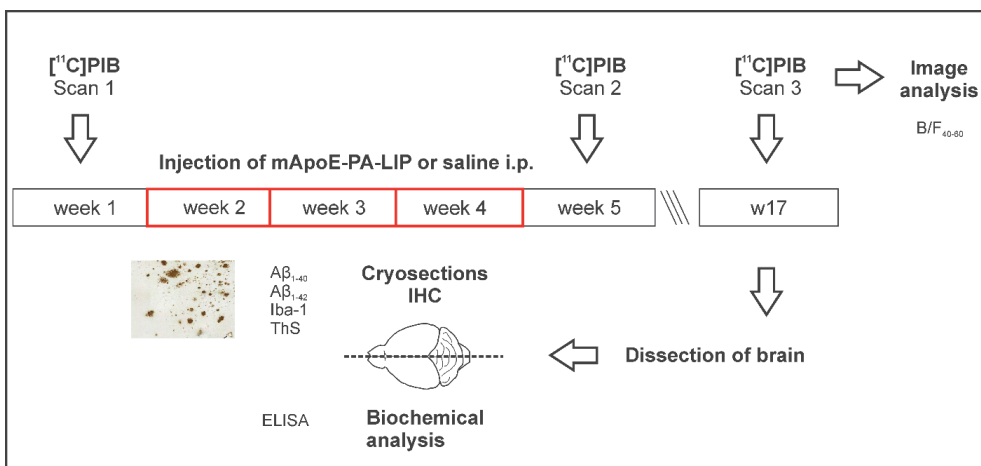 [¹¹C]PIB
Scan 1
[¹¹C]PIB
Scan 2
[¹¹C]PIB
Scan 3
Image
analysis
B/F₄₀₋₆₀
Injection of mApoE-PA-LIP or saline i.p.
week 1
week 2
week 3
week 4
week 5
w17
Aβ₁₋₄₀
Aβ₁₋₄₂
Iba-1
ThS
Cryosections
IHC
Dissection of brain
ELISA
Biochemical
analysis